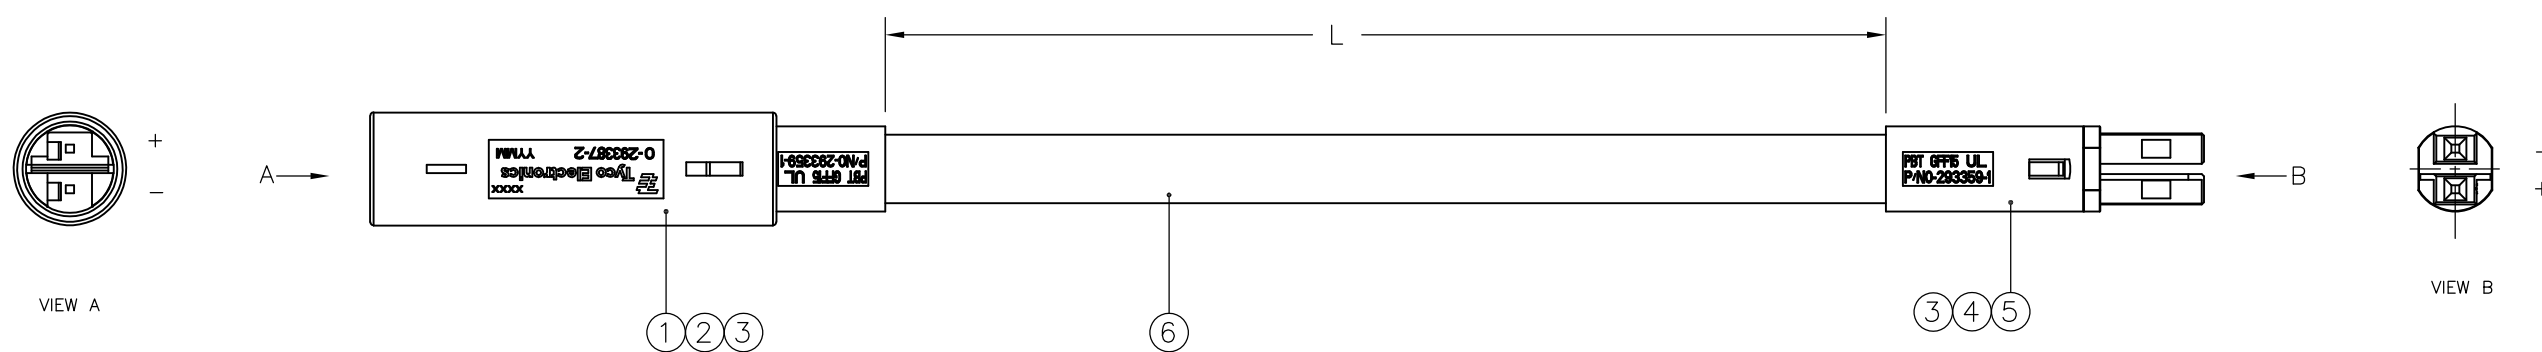 L
+
-
A
XXXX
Tyco Electronics
0-293387-2 YYMM
PBT GFF15 UL
P/N0-293359-1
PBT GFF15 UL
P/N0-293359-1
B
-
+
VIEW A
VIEW B
1 2 3
6
3 4 5